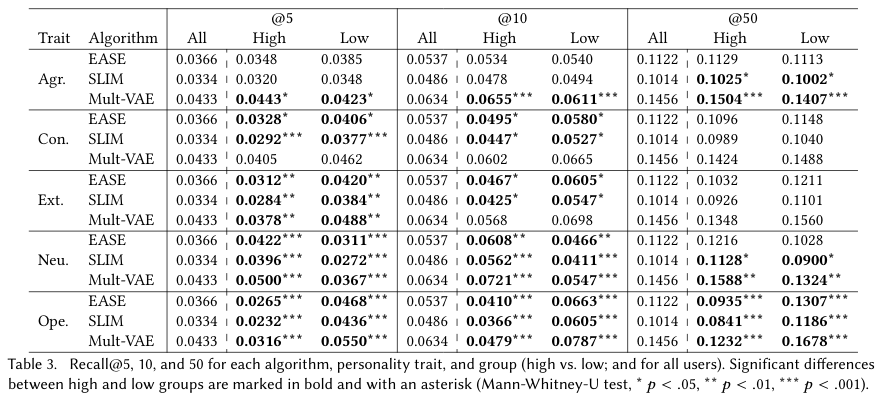 @5 @10 @50
Trait Algorithm All High Low All High Low All High Low
EASE 0.0366 0.0348 0.0385 0.0537 0.0534 0.0540 0.1122 0.1129 0.1113
Agr. SLIM 0.0334 0.0320 0.0348 0.0486 0.0478 0.0494 0.1014 0.1025* 0.1002*
Mult-VAE 0.0433 0.0443* 0.0423* 0.0634 0.0655*** 0.0611*** 0.1456 0.1504*** 0.1407***
EASE 0.0366 0.0328* 0.0406* 0.0537 0.0495* 0.0580* 0.1122 0.1096 0.1148
Con. SLIM 0.0334 0.0292*** 0.0377*** 0.0486 0.0447* 0.0527* 0.1014 0.0989 0.1040
Mult-VAE 0.0433 0.0405 0.0462 0.0634 0.0602 0.0665 0.1456 0.1424 0.1488
EASE 0.0366 0.0312** 0.0420** 0.0537 0.0467* 0.0605* 0.1122 0.1032 0.1211
Ext. SLIM 0.0334 0.0284** 0.0384** 0.0486 0.0425* 0.0547* 0.1014 0.0926 0.1101
Mult-VAE 0.0433 0.0378** 0.0488** 0.0634 0.0568 0.0698 0.1456 0.1348 0.1560
EASE 0.0366 0.0422*** 0.0311*** 0.0537 0.0608** 0.0466** 0.1122 0.1216 0.1028
Neu. SLIM 0.0334 0.0396*** 0.0272*** 0.0486 0.0562*** 0.0411*** 0.1014 0.1128* 0.0900*
Mult-VAE 0.0433 0.0500*** 0.0367*** 0.0634 0.0721*** 0.0547*** 0.1456 0.1588** 0.1324**
EASE 0.0366 0.0265*** 0.0468*** 0.0537 0.0410*** 0.0663*** 0.1122 0.0935*** 0.1307***
Ope. SLIM 0.0334 0.0232*** 0.0436*** 0.0486 0.0366*** 0.0605*** 0.1014 0.0841*** 0.1186***
Mult-VAE 0.0433 0.0316*** 0.0550*** 0.0634 0.0479*** 0.0787*** 0.1456 0.1232*** 0.1678***
Table 3. Recall@5, 10, and 50 for each algorithm, personality trait, and group (high vs. low; and for all users). Significant differences
between high and low groups are marked in bold and with an asterisk (Mann-Whitney-U test, * p < .05, ** p < .01, *** p < .001).